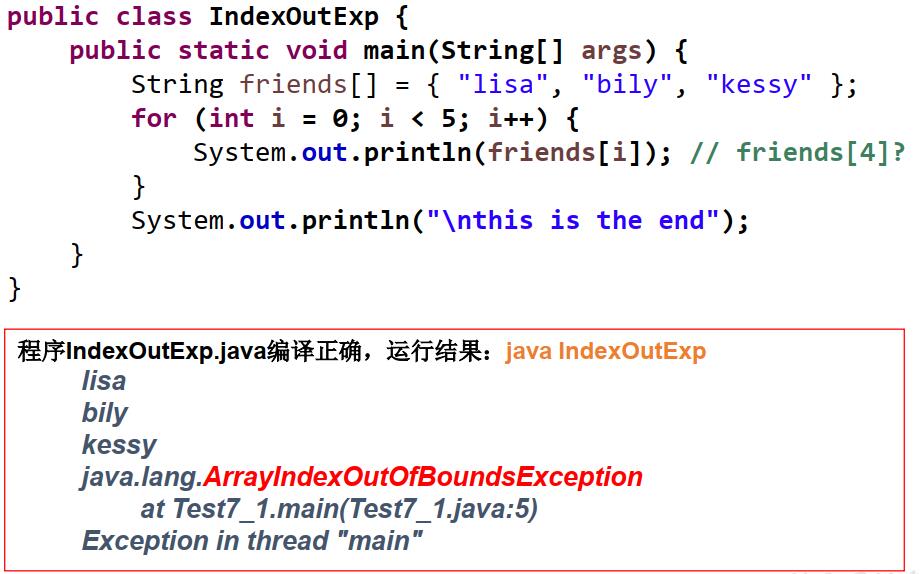 public class IndexOutExp {
    public static void main(String[] args) {
        String friends[] = { "lisa", "bily", "kessy" };
        for (int i = 0; i < 5; i++) {
            System.out.println(friends[i]); // friends[4]?
        }
        System.out.println("\nthis is the end");
    }
}
程序IndexOutExp.java编译正确，运行结果：java IndexOutExp
lisa
bily
kessy
java.lang.ArrayIndexOutOfBoundsException
at Test7_1.main(Test7_1.java:5)
Exception in thread "main"